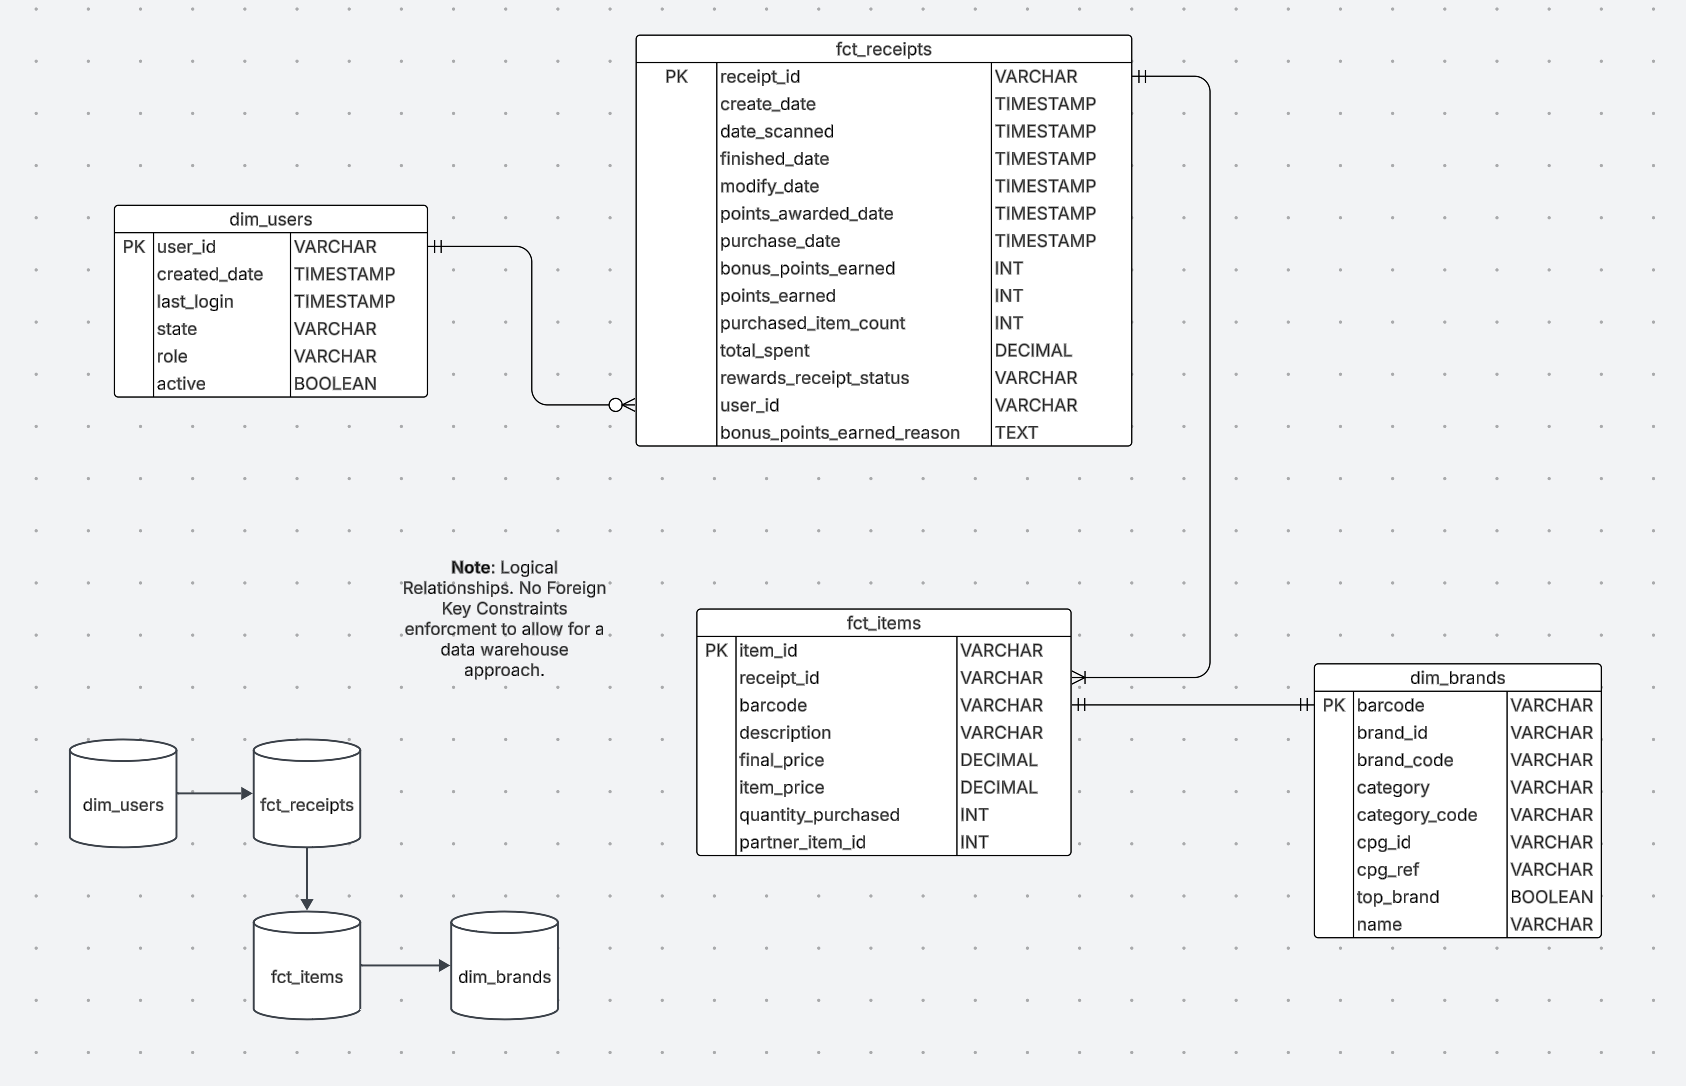 fct_receipts
PK receipt_id VARCHAR
create_date TIMESTAMP
date_scanned TIMESTAMP
finished_date TIMESTAMP
modify_date TIMESTAMP
points_awarded_date TIMESTAMP
purchase_date TIMESTAMP
bonus_points_earned INT
points_earned INT
purchased_item_count INT
total_spent DECIMAL
rewards_receipt_status VARCHAR
user_id VARCHAR
bonus_points_earned_reason TEXT
dim_users
PK user_id VARCHAR
created_date TIMESTAMP
last_login TIMESTAMP
state VARCHAR
role VARCHAR
active BOOLEAN
Note: Logical
Relationships. No Foreign
Key Constraints
enforcment to allow for a
data warehouse
approach.
fct_items
PK item_id VARCHAR
receipt_id VARCHAR
barcode VARCHAR
description VARCHAR
final_price DECIMAL
item_price DECIMAL
quantity_purchased INT
partner_item_id INT
dim_brands
PK barcode VARCHAR
brand_id VARCHAR
brand_code VARCHAR
category VARCHAR
category_code VARCHAR
cpg_id VARCHAR
cpg_ref VARCHAR
top_brand BOOLEAN
name VARCHAR
dim_users
fct_receipts
fct_items
dim_brands